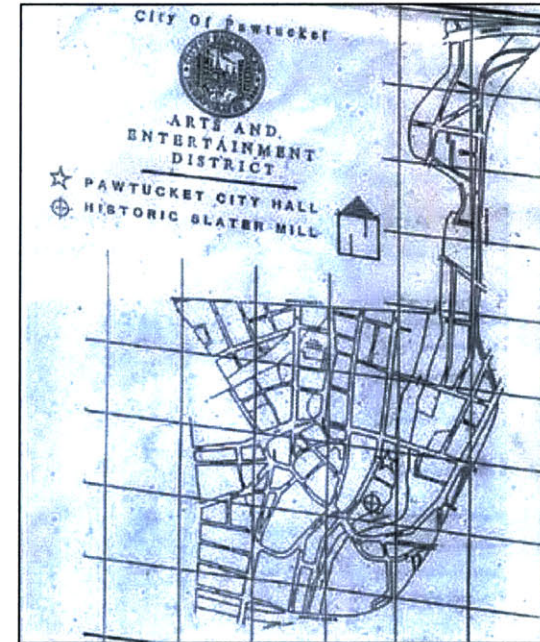 City Of Pawtucket
ARTS AND
ENTERTAINMENT
DISTRICT
PAWTUCKET CITY HALL
HISTORIC SLATER MILL